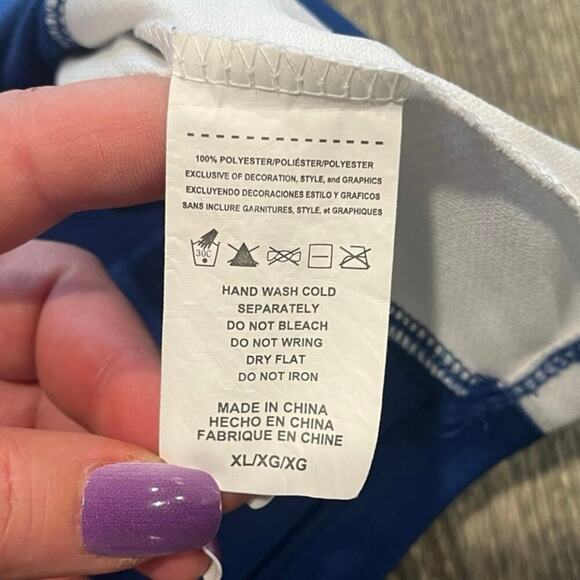 100% POLYESTER/POLIÉSTER/POLYESTER
EXCLUSIVE OF DECORATION, STYLE, and GRAPHICS
EXCLUYENDO DECORACIONES ESTILO Y GRAFICOS
SANS INCLURE GARNITURES, STYLE, et GRAPHIQUES
30C
HAND WASH COLD
SEPARATELY
DO NOT BLEACH
DO NOT WRING
DRY FLAT
DO NOT IRON
MADE IN CHINA
HECHO EN CHINA
FABRIQUE EN CHINE
XL/XG/XG